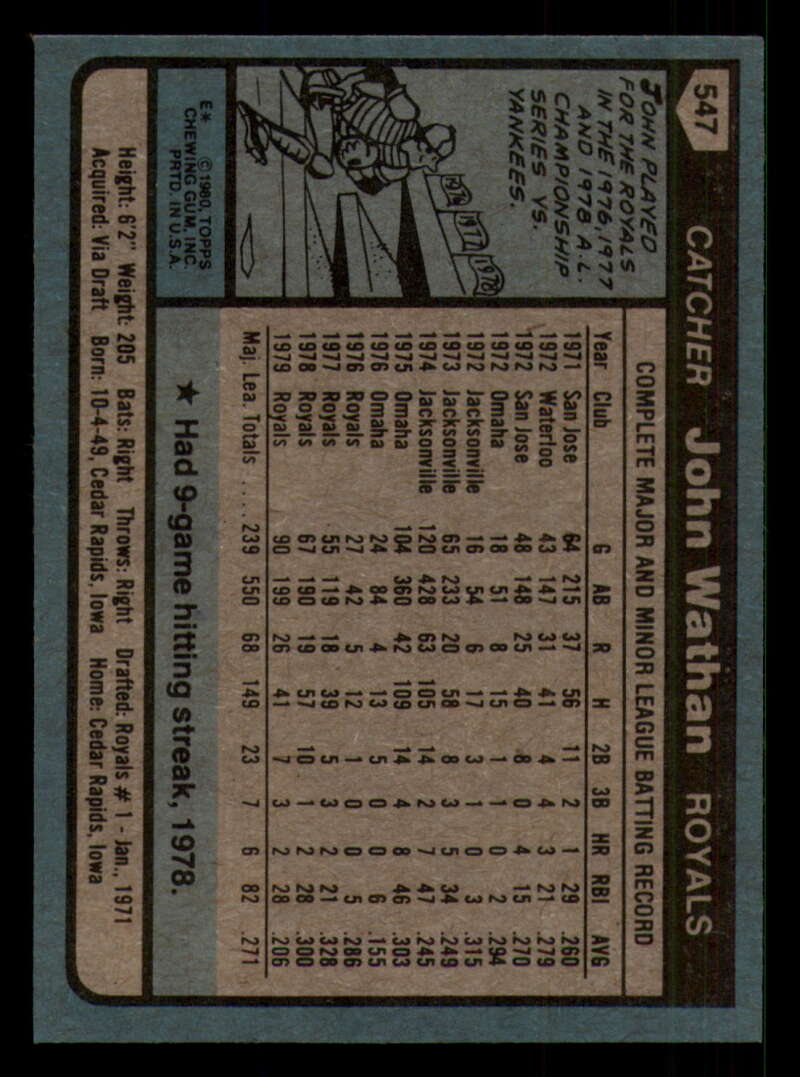 547 CATCHER John Wathan ROYALS
JOHN PLAYED
FOR THE ROYALS
IN THE 1976, 1977
AND 1978 A.L.
CHAMPIONSHIP
SERIES VS.
YANKEES.
1976 1977 1978
E* © 1980, TOPPS
CHEWING GUM, INC.
PRTD. IN U.S.A.
COMPLETE MAJOR AND MINOR LEAGUE BATTING RECORD
Year Club G AB R H 2B 3B HR RBI AVG
1971 San Jose 64 215 37 56 11 2 1 29 .260
1972 Waterloo 43 147 31 41 4 4 3 21 .279
1972 San Jose 48 148 25 40 8 0 4 15 .270
1972 Omaha 18 51 8 15 1 1 0 2 .294
1972 Jacksonville 16 54 6 17 3 1 0 3 .315
1973 Jacksonville 65 233 20 58 8 3 5 34 .249
1974 Jacksonville 120 428 63 105 14 2 7 47 .245
1975 Omaha 104 360 42 109 14 4 8 46 .303
1976 Omaha 24 84 4 13 5 0 0 6 .155
1976 Royals 27 42 5 12 1 0 0 5 .286
1977 Royals 55 119 18 39 5 3 2 21 .328
1978 Royals 67 190 19 57 10 1 2 28 .300
1979 Royals 90 199 26 41 7 3 2 28 .206
Maj. Lea. Totals .... 239 550 68 149 23 7 6 82 .271
★ Had 9-game hitting streak, 1978.
Height: 6'2" Weight: 205 Bats: Right Throws: Right Drafted: Royals # 1 - Jan., 1971
Acquired: Via Draft Born: 10-4-49, Cedar Rapids, Iowa Home: Cedar Rapids, Iowa